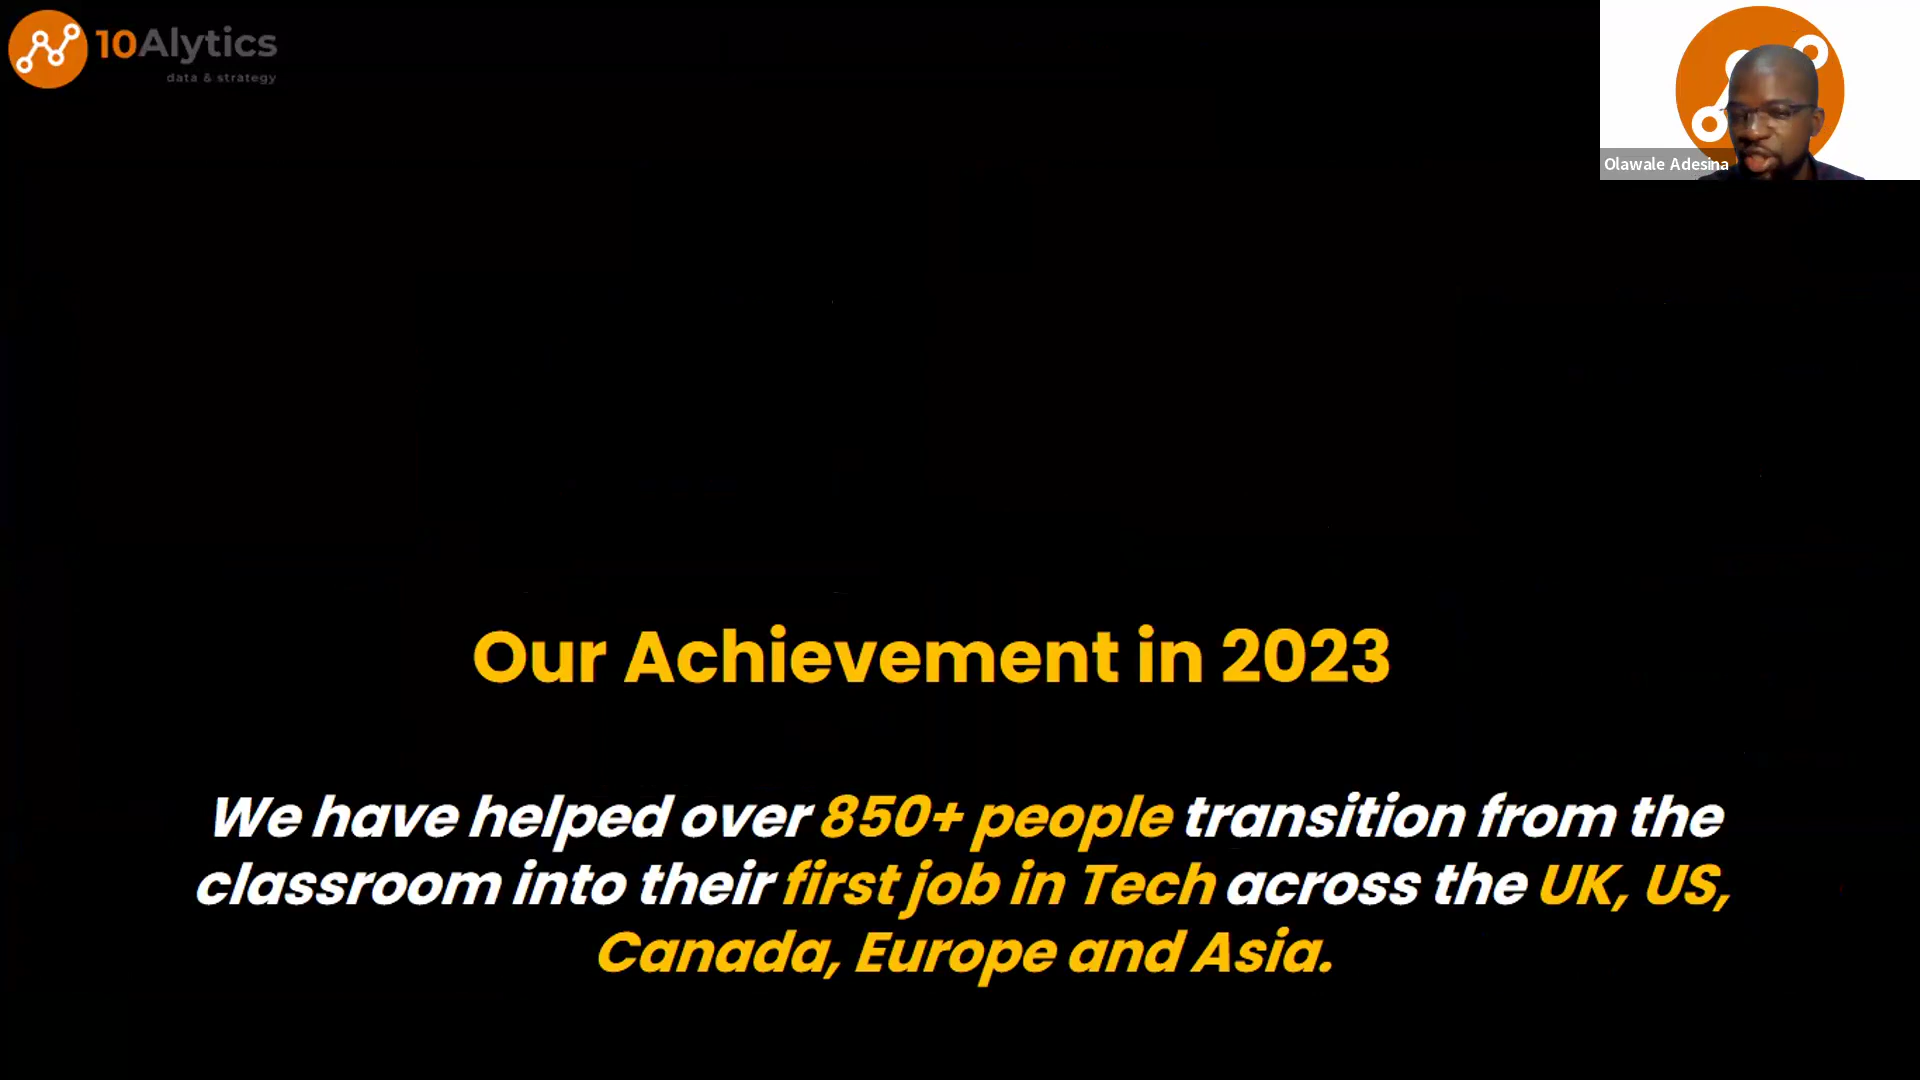 10Alytics
data & strategy
Olawale Adesina
Our Achievement in 2023
We have helped over 850+ people transition from the
classroom into their first job in Tech across the UK, US,
Canada, Europe and Asia.